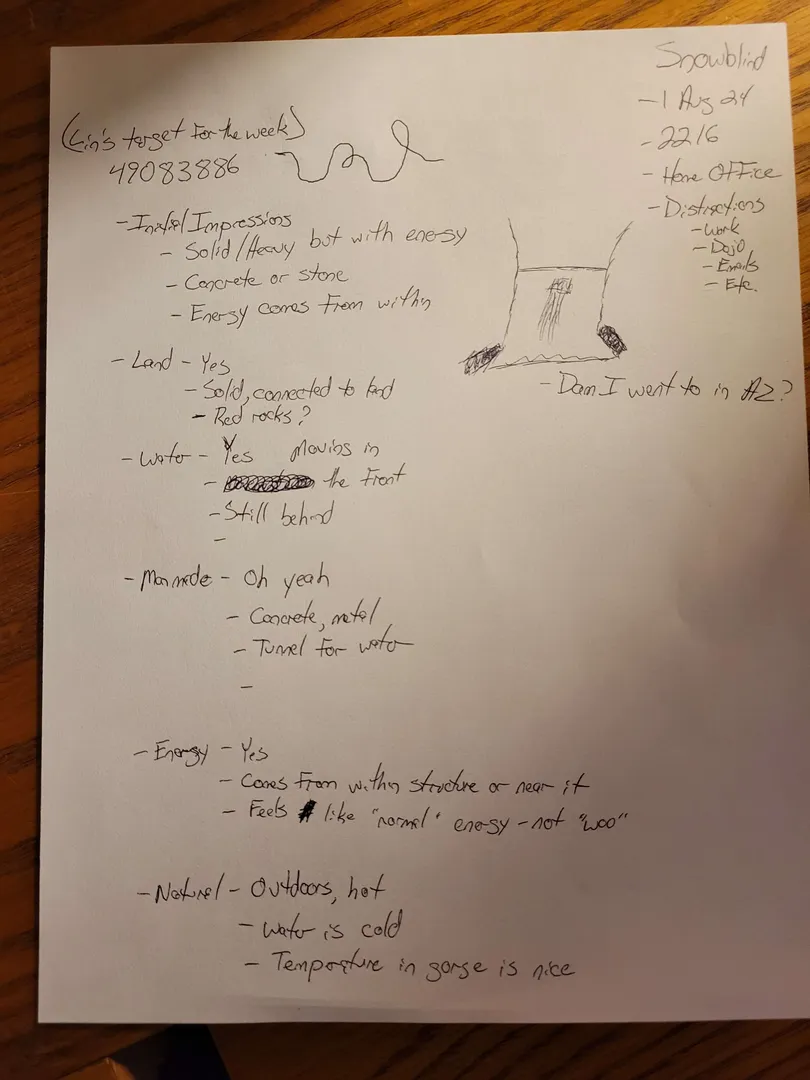 Snowblind
- 1 Aug 24
- 2216
- Home Office
- Distractions
- Work
- Dojo
- Emails
- Etc.
(Lin's target for the week)
49083886
- Initial Impressions
- Solid/Heavy but with energy
- Concrete or stone
- Energy comes from within
- Dam I went to in AZ?
- Land - Yes
- Solid, connected to land
- Red rocks?
- Water - Yes Moving in
- the front
- Still behind
-
- Manmade - Oh yeah
- Concrete, metal
- Tunnel for water
-
- Energy - Yes
- Comes from within structure or near it
- Feels like "normal" energy - not "woo"
- Natural - Outdoors, hot
- Water is cold
- Temperature in gorge is nice